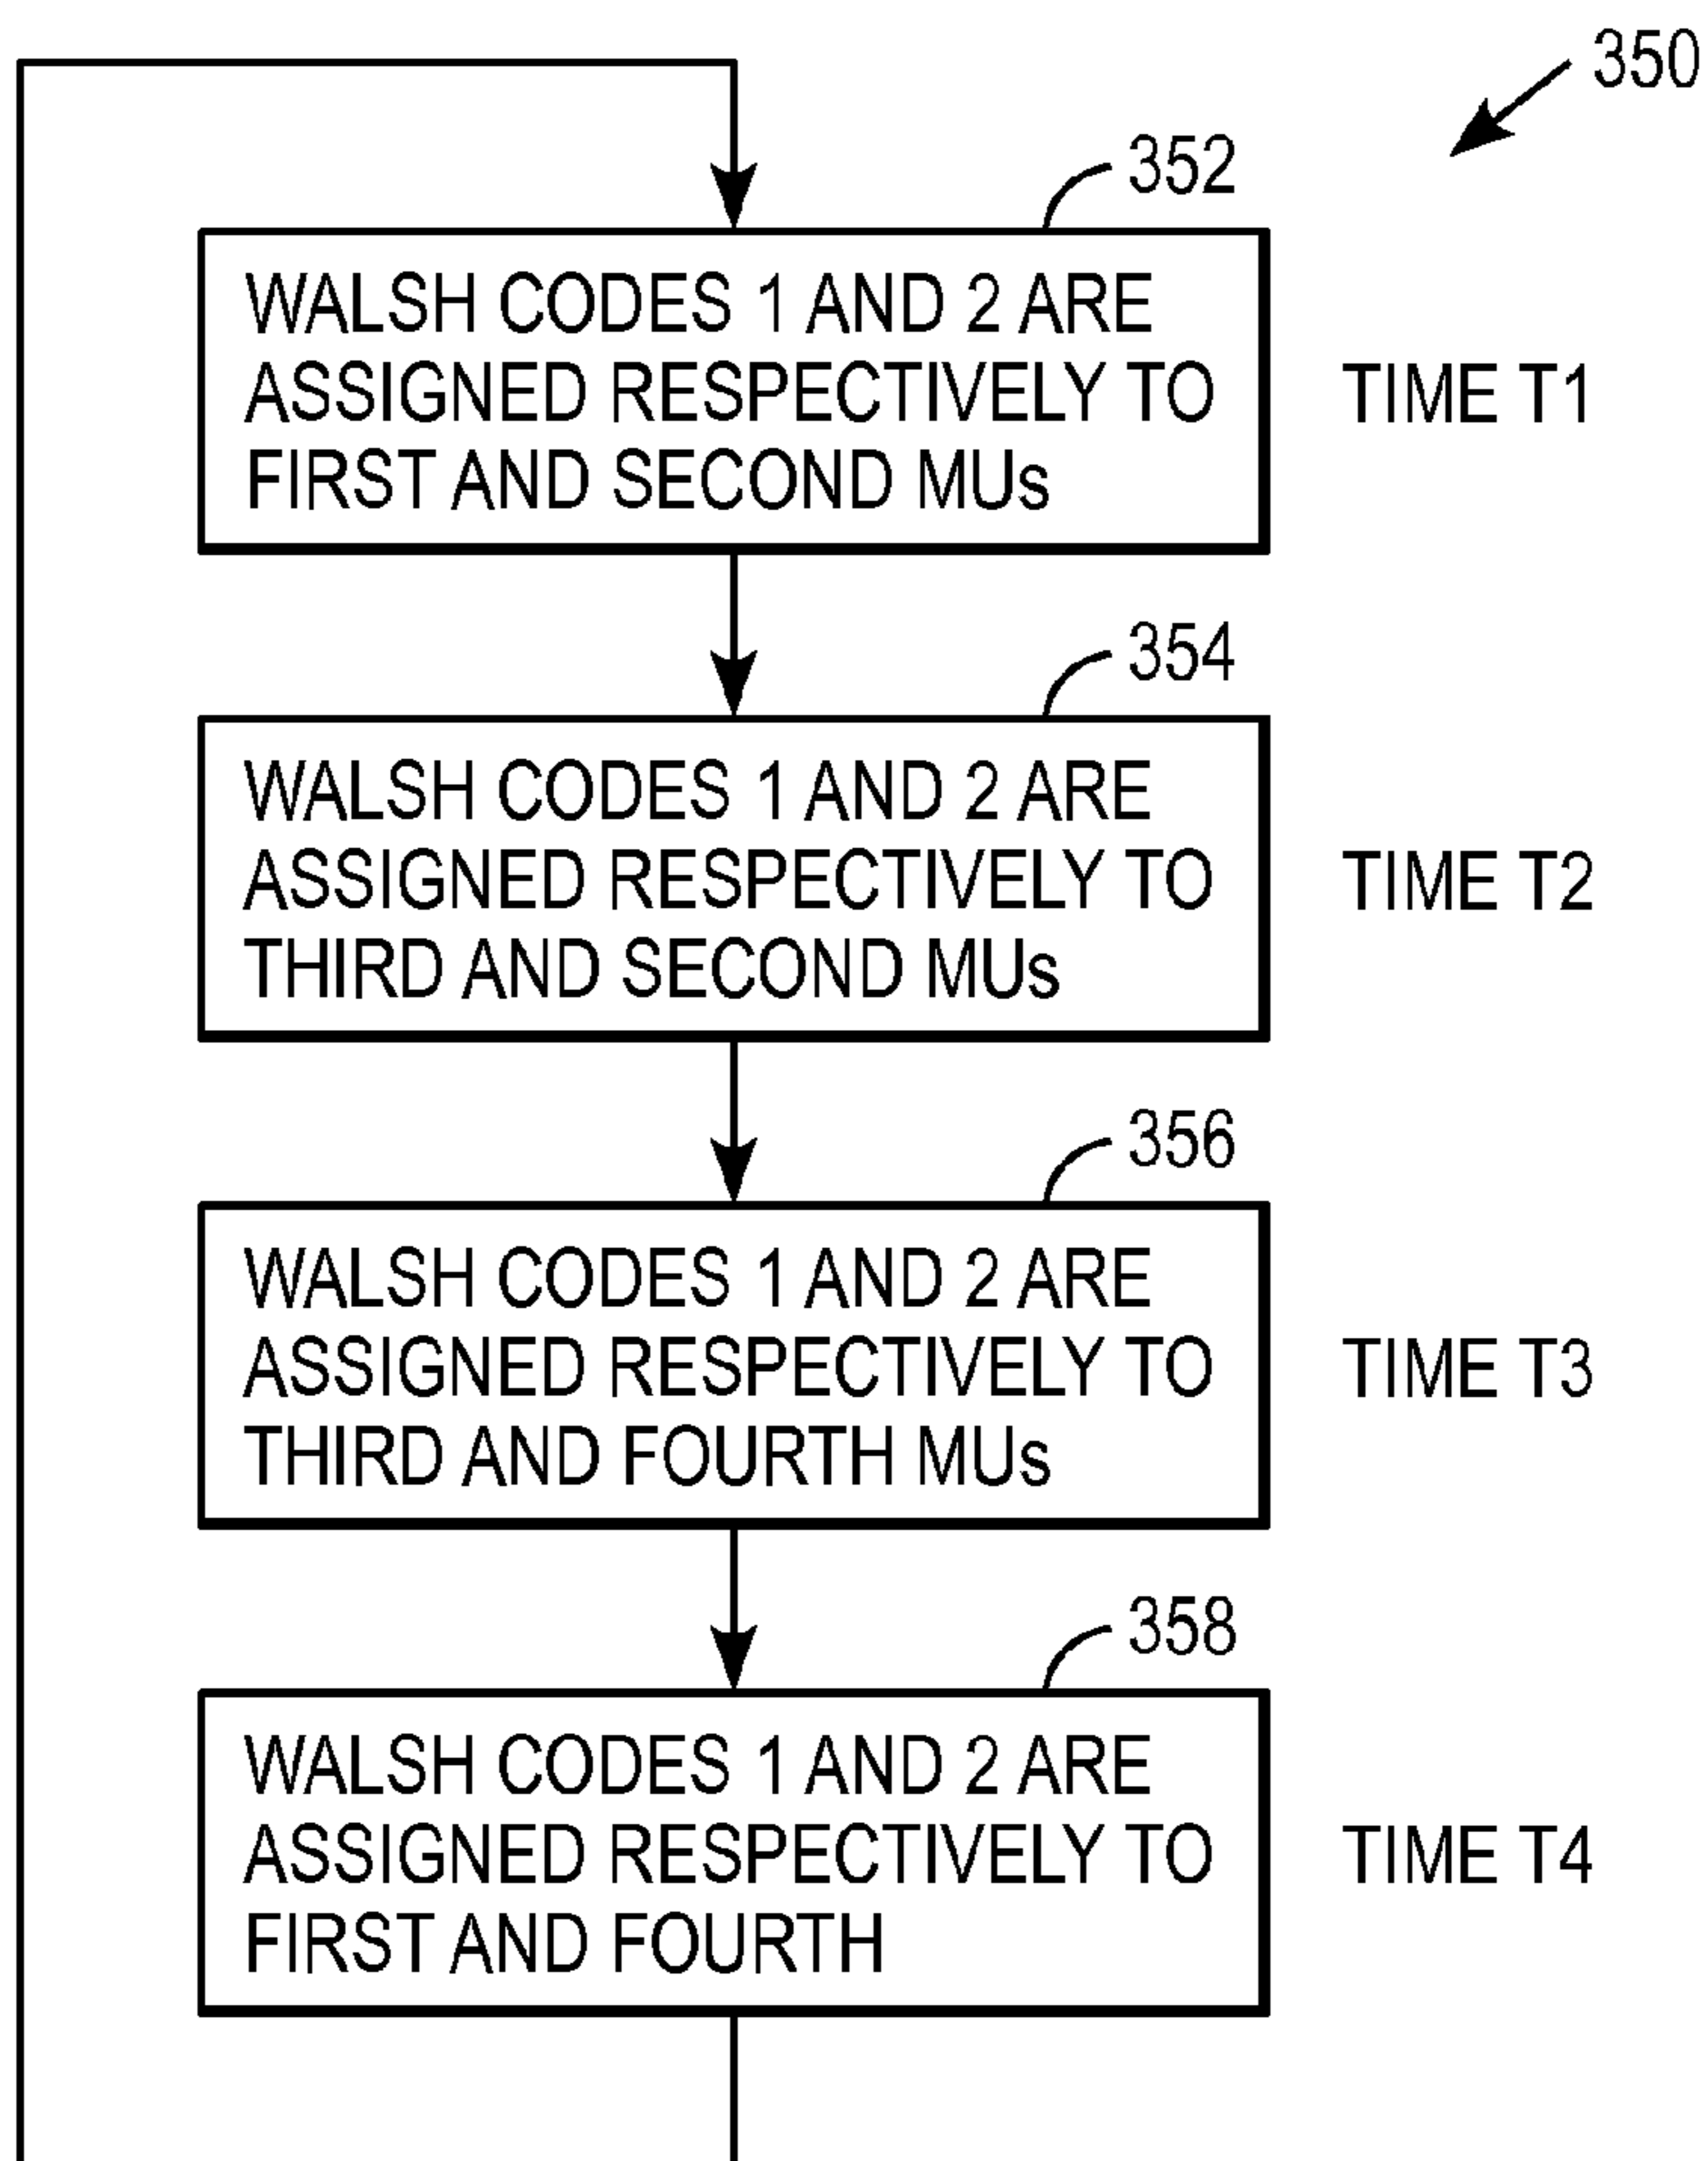 350
352
WALSH CODES 1 AND 2 ARE
ASSIGNED RESPECTIVELY TO
FIRST AND SECOND MUs
TIME T1
354
WALSH CODES 1 AND 2 ARE
ASSIGNED RESPECTIVELY TO
THIRD AND SECOND MUs
TIME T2
356
WALSH CODES 1 AND 2 ARE
ASSIGNED RESPECTIVELY TO
THIRD AND FOURTH MUs
TIME T3
358
WALSH CODES 1 AND 2 ARE
ASSIGNED RESPECTIVELY TO
FIRST AND FOURTH
TIME T4